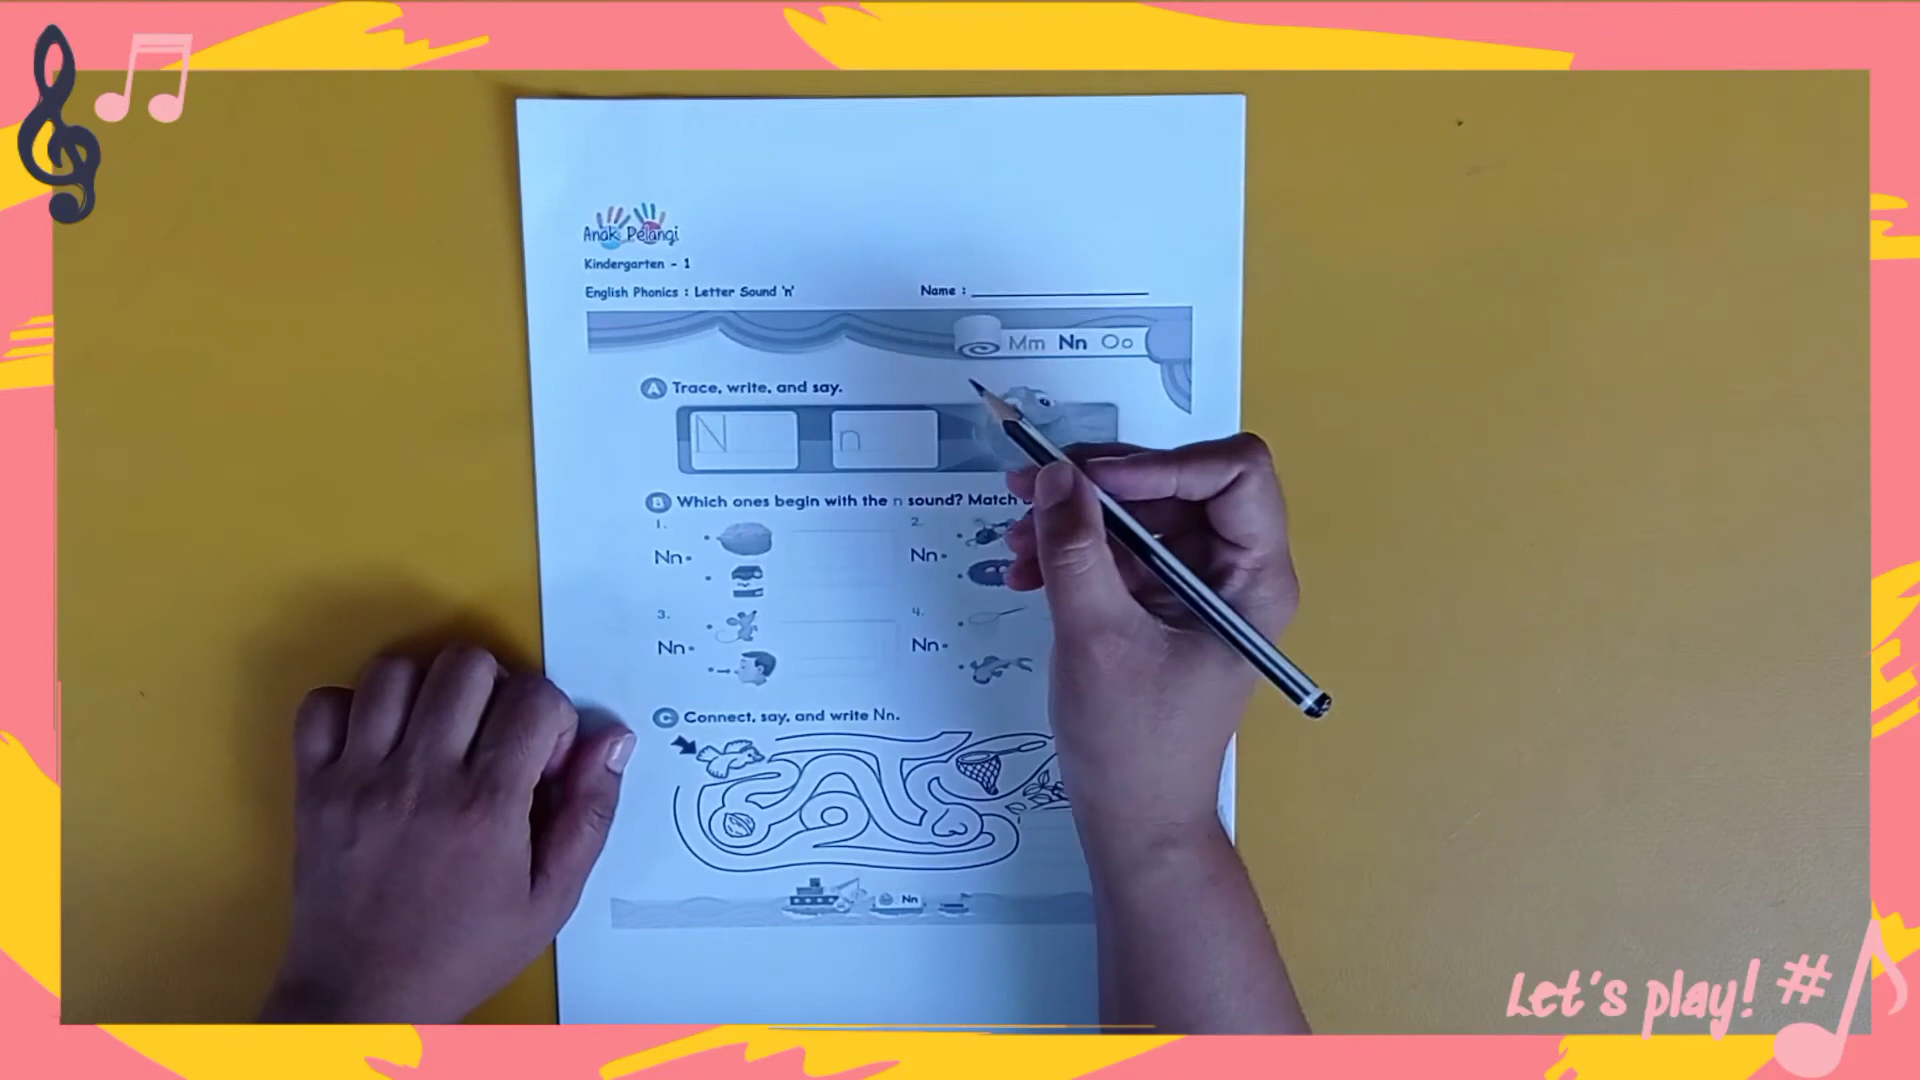 Anak Pelangi
Kindergarten - 1
English Phonics : Letter Sound 'n'
Name :
Mm Nn Oo
A Trace, write, and say.
N
n
B Which ones begin with the n sound? Match
1.
2.
Nn
Nn
3.
4.
Nn
Nn
C Connect, say, and write Nn.
Nn
Let's play!
#